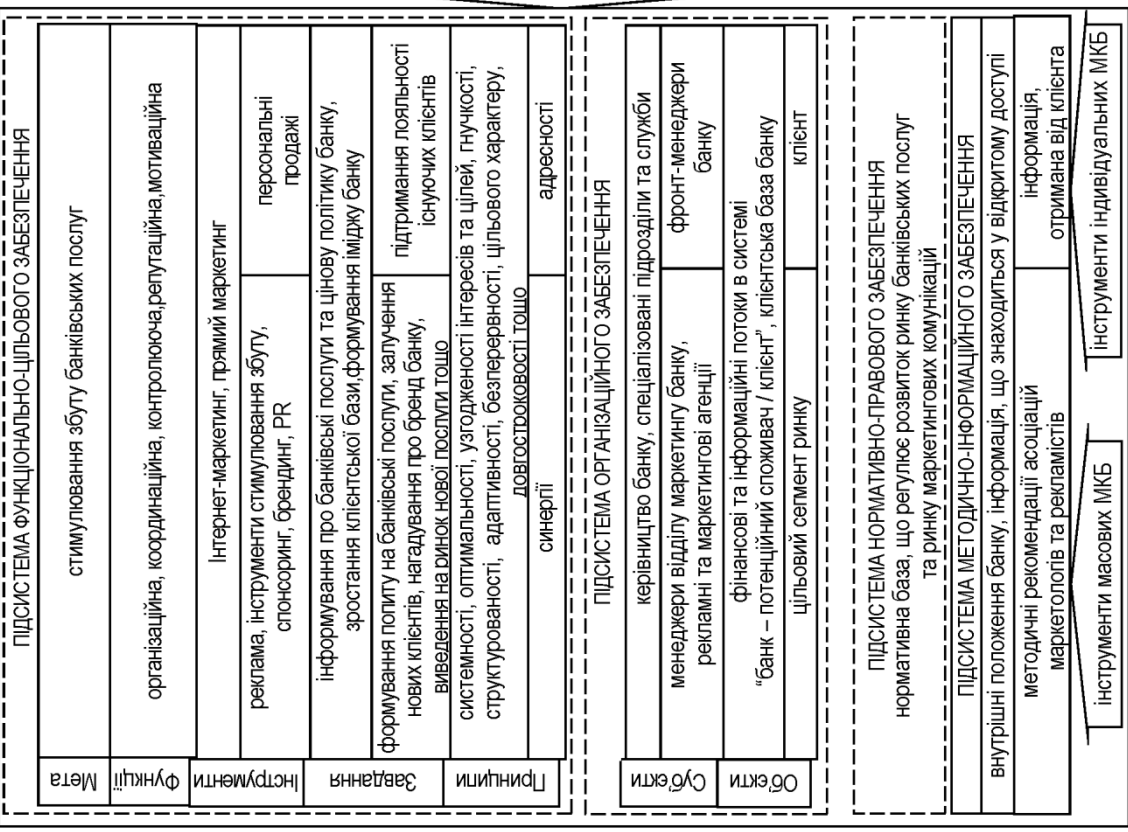 ПІДСИСТЕМА ФУНКЦІОНАЛЬНО-ЦІЛЬОВОГО ЗАБЕЗПЕЧЕННЯ
Мета
стимулювання збуту банківських послуг
Функції
організаційна, координаційна, контролююча,репутаційна,мотиваційна
Інструменти
Інтернет-маркетинг, прямий маркетинг
реклама, інструменти стимулювання збуту,
спонсоринг, брендинг, PR
персональні
продажі
Завдання
інформування про банківські послуги та цінову політику банку,
зростання клієнтської бази,формування іміджу банку
формування попиту на банківські послуги, залучення
нових клієнтів, нагадування про бренд банку,
виведення на ринок нової послуги тощо
підтримання лояльності
існуючих клієнтів
Принципи
системності, оптимальності, узгодженості інтересів та цілей, гнучкості,
структурованості, адаптивності, безперервності, цільового характеру,
довгостроковості тощо
синергії
адресності
ПІДСИСТЕМА ОРГАНІЗАЦІЙНОГО ЗАБЕЗПЕЧЕННЯ
Суб'єкти
керівництво банку, спеціалізовані підрозділи та служби
менеджери відділу маркетингу банку,
рекламні та маркетингові агенції
фронт-менеджери
банку
Об'єкти
фінансові та інформаційні потоки в системі
“банк – потенційний споживач / клієнт”, клієнтська база банку
цільовий сегмент ринку
клієнт
ПІДСИСТЕМА НОРМАТИВНО-ПРАВОВОГО ЗАБЕЗПЕЧЕННЯ
нормативна база, що регулює розвиток ринку банківських послуг
та ринку маркетингових комунікацій
ПІДСИСТЕМА МЕТОДИЧНО-ІНФОРМАЦІЙНОГО ЗАБЕЗПЕЧЕННЯ
внутрішні положення банку, інформація, що знаходиться у відкритому доступі
методичні рекомендації асоціацій
маркетологів та рекламістів
інформація,
отримана від клієнта
інструменти масових МКБ
інструменти індивідуальних МКБ